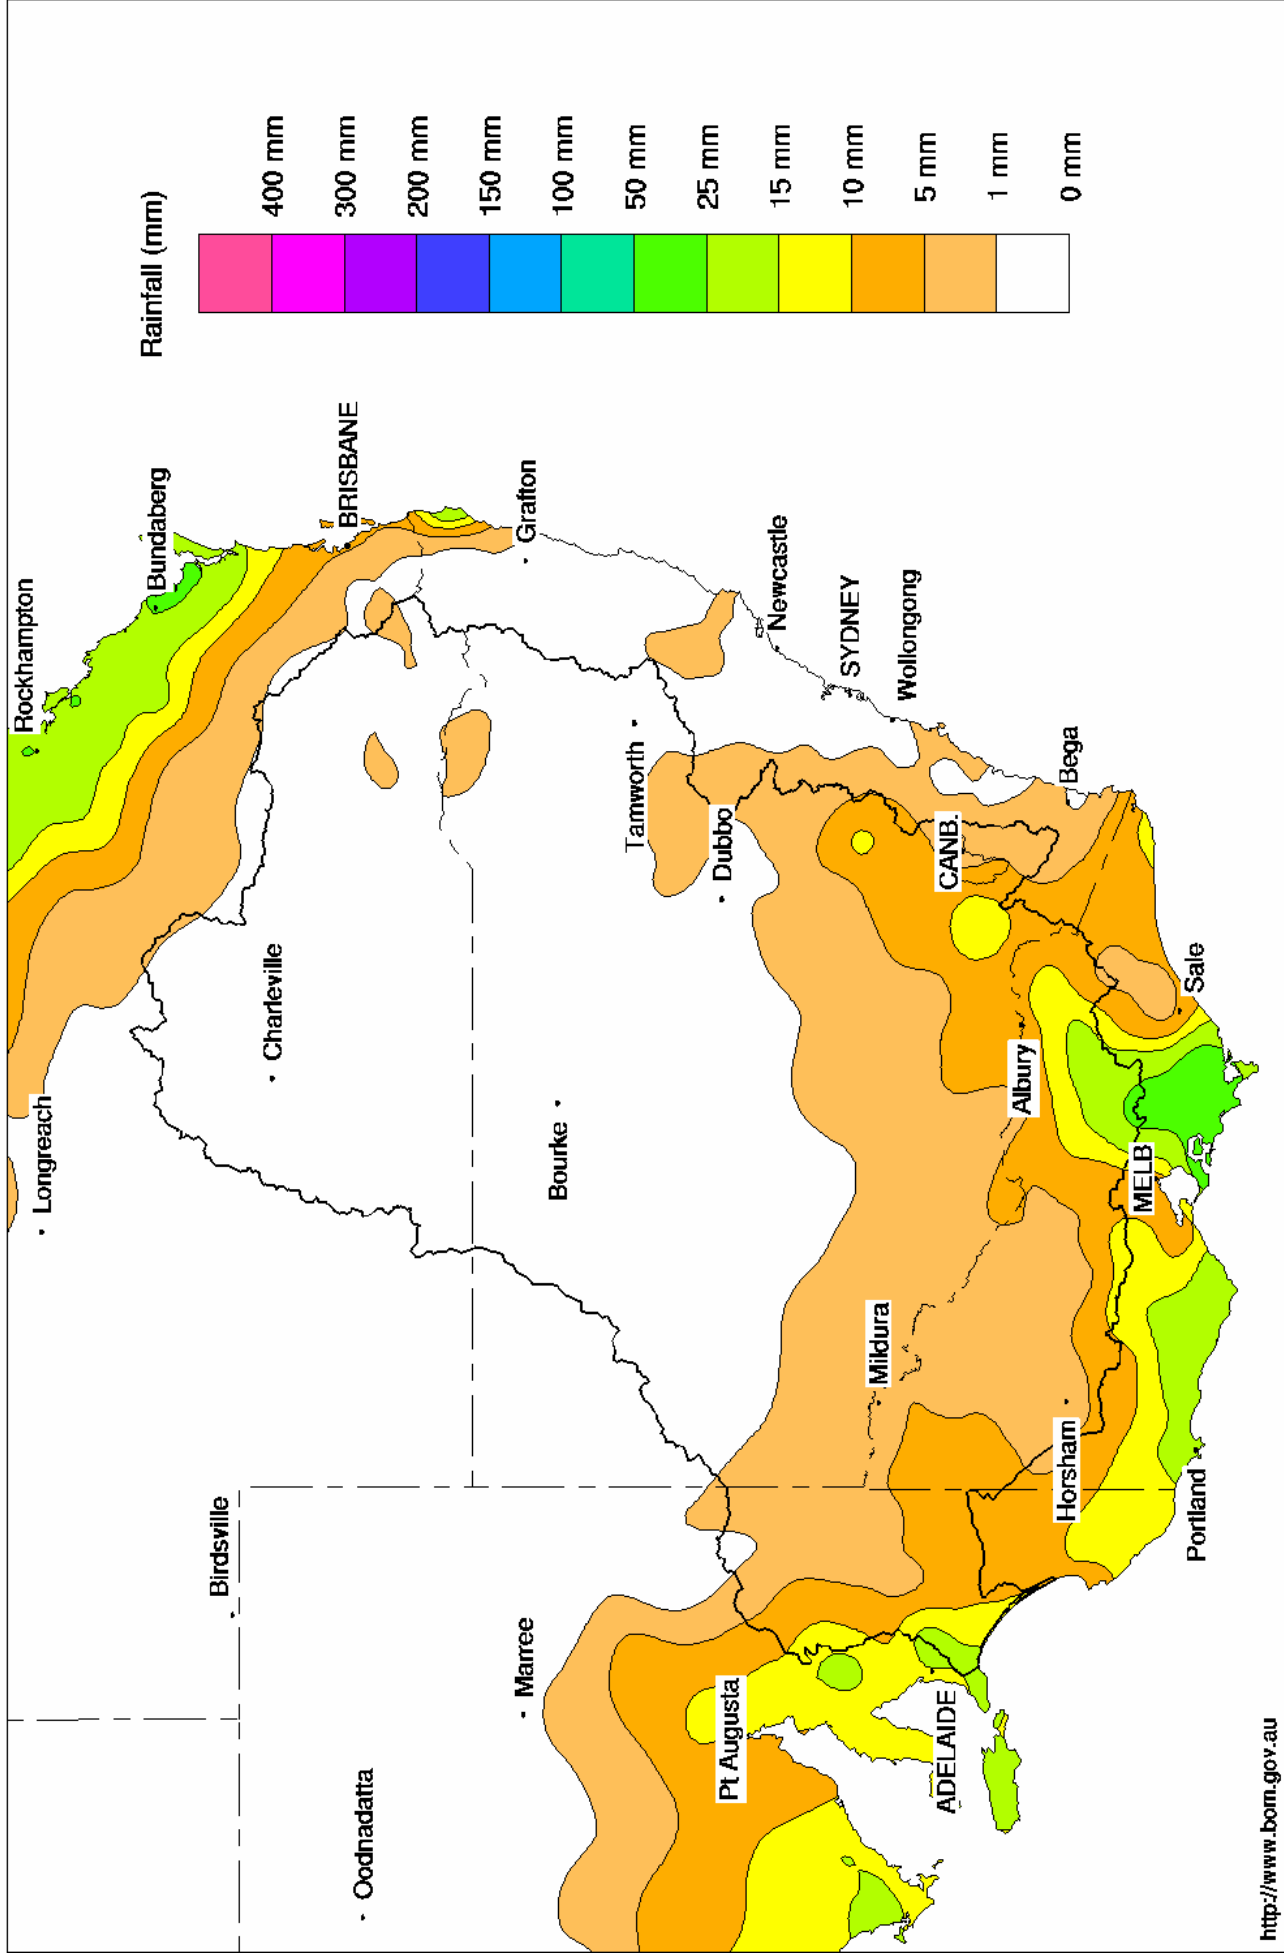 Rainfall (mm)
400 mm
300 mm
200 mm
150 mm
100 mm
50 mm
25 mm
15 mm
10 mm
5 mm
1 mm
0 mm
Rockhampton
Bundaberg
BRISBANE
Grafton
Newcastle
SYDNEY
Wollongong
Bega
Tamworth
Dubbo
CANB.
Longreach
Charleville
Bourke
Albury
Sale
MELB
Mildura
Horsham
Portland
Birdsville
Marree
Oodnadatta
Pt Augusta
ADELAIDE
http://www.bom.gov.au